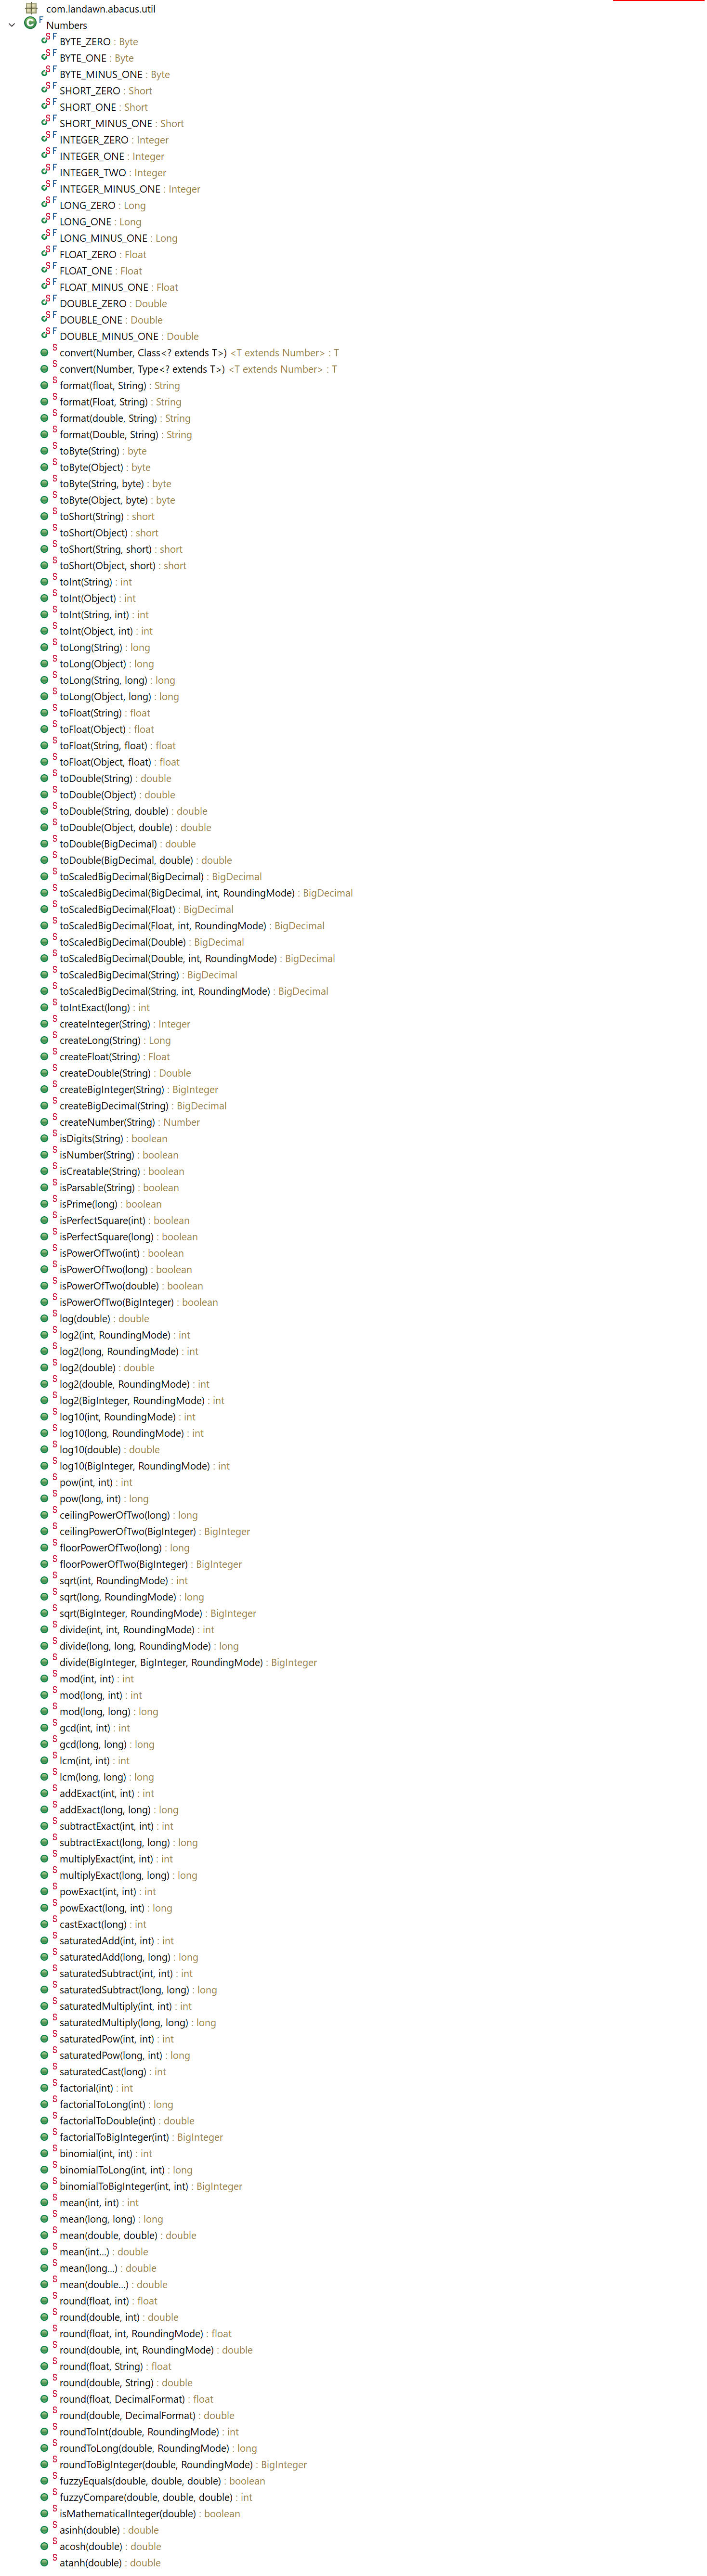 com.landawn.abacus.util
Numbers
BYTE_ZERO : Byte
BYTE_ONE : Byte
BYTE_MINUS_ONE : Byte
SHORT_ZERO : Short
SHORT_ONE : Short
SHORT_MINUS_ONE : Short
INTEGER_ZERO : Integer
INTEGER_ONE : Integer
INTEGER_TWO : Integer
INTEGER_MINUS_ONE : Integer
LONG_ZERO : Long
LONG_ONE : Long
LONG_MINUS_ONE : Long
FLOAT_ZERO : Float
FLOAT_ONE : Float
FLOAT_MINUS_ONE : Float
DOUBLE_ZERO : Double
DOUBLE_ONE : Double
DOUBLE_MINUS_ONE : Double
convert(Number, Class<? extends T>) <T extends Number> : T
convert(Number, Type<? extends T>) <T extends Number> : T
format(float, String) : String
format(Float, String) : String
format(double, String) : String
format(Double, String) : String
toByte(String) : byte
toByte(Object) : byte
toByte(String, byte) : byte
toByte(Object, byte) : byte
toShort(String) : short
toShort(Object) : short
toShort(String, short) : short
toShort(Object, short) : short
toInt(String) : int
toInt(Object) : int
toInt(String, int) : int
toInt(Object, int) : int
toLong(String) : long
toLong(Object) : long
toLong(String, long) : long
toLong(Object, long) : long
toFloat(String) : float
toFloat(Object) : float
toFloat(String, float) : float
toFloat(Object, float) : float
toDouble(String) : double
toDouble(Object) : double
toDouble(String, double) : double
toDouble(Object, double) : double
toDouble(BigDecimal) : double
toDouble(BigDecimal, double) : double
toScaledBigDecimal(BigDecimal) : BigDecimal
toScaledBigDecimal(BigDecimal, int, RoundingMode) : BigDecimal
toScaledBigDecimal(Float) : BigDecimal
toScaledBigDecimal(Float, int, RoundingMode) : BigDecimal
toScaledBigDecimal(Double) : BigDecimal
toScaledBigDecimal(Double, int, RoundingMode) : BigDecimal
toScaledBigDecimal(String) : BigDecimal
toScaledBigDecimal(String, int, RoundingMode) : BigDecimal
toIntExact(long) : int
createInteger(String) : Integer
createLong(String) : Long
createFloat(String) : Float
createDouble(String) : Double
createBigInteger(String) : BigInteger
createBigDecimal(String) : BigDecimal
createNumber(String) : Number
isDigits(String) : boolean
isNumber(String) : boolean
isCreatable(String) : boolean
isParsable(String) : boolean
isPrime(long) : boolean
isPerfectSquare(int) : boolean
isPerfectSquare(long) : boolean
isPowerOfTwo(int) : boolean
isPowerOfTwo(long) : boolean
isPowerOfTwo(double) : boolean
isPowerOfTwo(BigInteger) : boolean
log(double) : double
log2(int, RoundingMode) : int
log2(long, RoundingMode) : int
log2(double) : double
log2(double, RoundingMode) : int
log2(BigInteger, RoundingMode) : int
log10(int, RoundingMode) : int
log10(long, RoundingMode) : int
log10(double) : double
log10(BigInteger, RoundingMode) : int
pow(int, int) : int
pow(long, int) : long
ceilingPowerOfTwo(long) : long
ceilingPowerOfTwo(BigInteger) : BigInteger
floorPowerOfTwo(long) : long
floorPowerOfTwo(BigInteger) : BigInteger
sqrt(int, RoundingMode) : int
sqrt(long, RoundingMode) : long
sqrt(BigInteger, RoundingMode) : BigInteger
divide(int, int, RoundingMode) : int
divide(long, long, RoundingMode) : long
divide(BigInteger, BigInteger, RoundingMode) : BigInteger
mod(int, int) : int
mod(long, int) : int
mod(long, long) : long
gcd(int, int) : int
gcd(long, long) : long
lcm(int, int) : int
lcm(long, long) : long
addExact(int, int) : int
addExact(long, long) : long
subtractExact(int, int) : int
subtractExact(long, long) : long
multiplyExact(int, int) : int
multiplyExact(long, long) : long
powExact(int, int) : int
powExact(long, int) : long
castExact(long) : int
saturatedAdd(int, int) : int
saturatedAdd(long, long) : long
saturatedSubtract(int, int) : int
saturatedSubtract(long, long) : long
saturatedMultiply(int, int) : int
saturatedMultiply(long, long) : long
saturatedPow(int, int) : int
saturatedPow(long, int) : long
saturatedCast(long) : int
factorial(int) : int
factorialToLong(int) : long
factorialToDouble(int) : double
factorialToBigInteger(int) : BigInteger
binomial(int, int) : int
binomialToLong(int, int) : long
binomialToBigInteger(int, int) : BigInteger
mean(int, int) : int
mean(long, long) : long
mean(double, double) : double
mean(int...) : double
mean(long...) : double
mean(double...) : double
round(float, int) : float
round(double, int) : double
round(float, int, RoundingMode) : float
round(double, int, RoundingMode) : double
round(float, String) : float
round(double, String) : double
round(float, DecimalFormat) : float
round(double, DecimalFormat) : double
roundToInt(double, RoundingMode) : int
roundToLong(double, RoundingMode) : long
roundToBigInteger(double, RoundingMode) : BigInteger
fuzzyEquals(double, double, double) : boolean
fuzzyCompare(double, double, double) : int
isMathematicalInteger(double) : boolean
asinh(double) : double
acosh(double) : double
atanh(double) : double